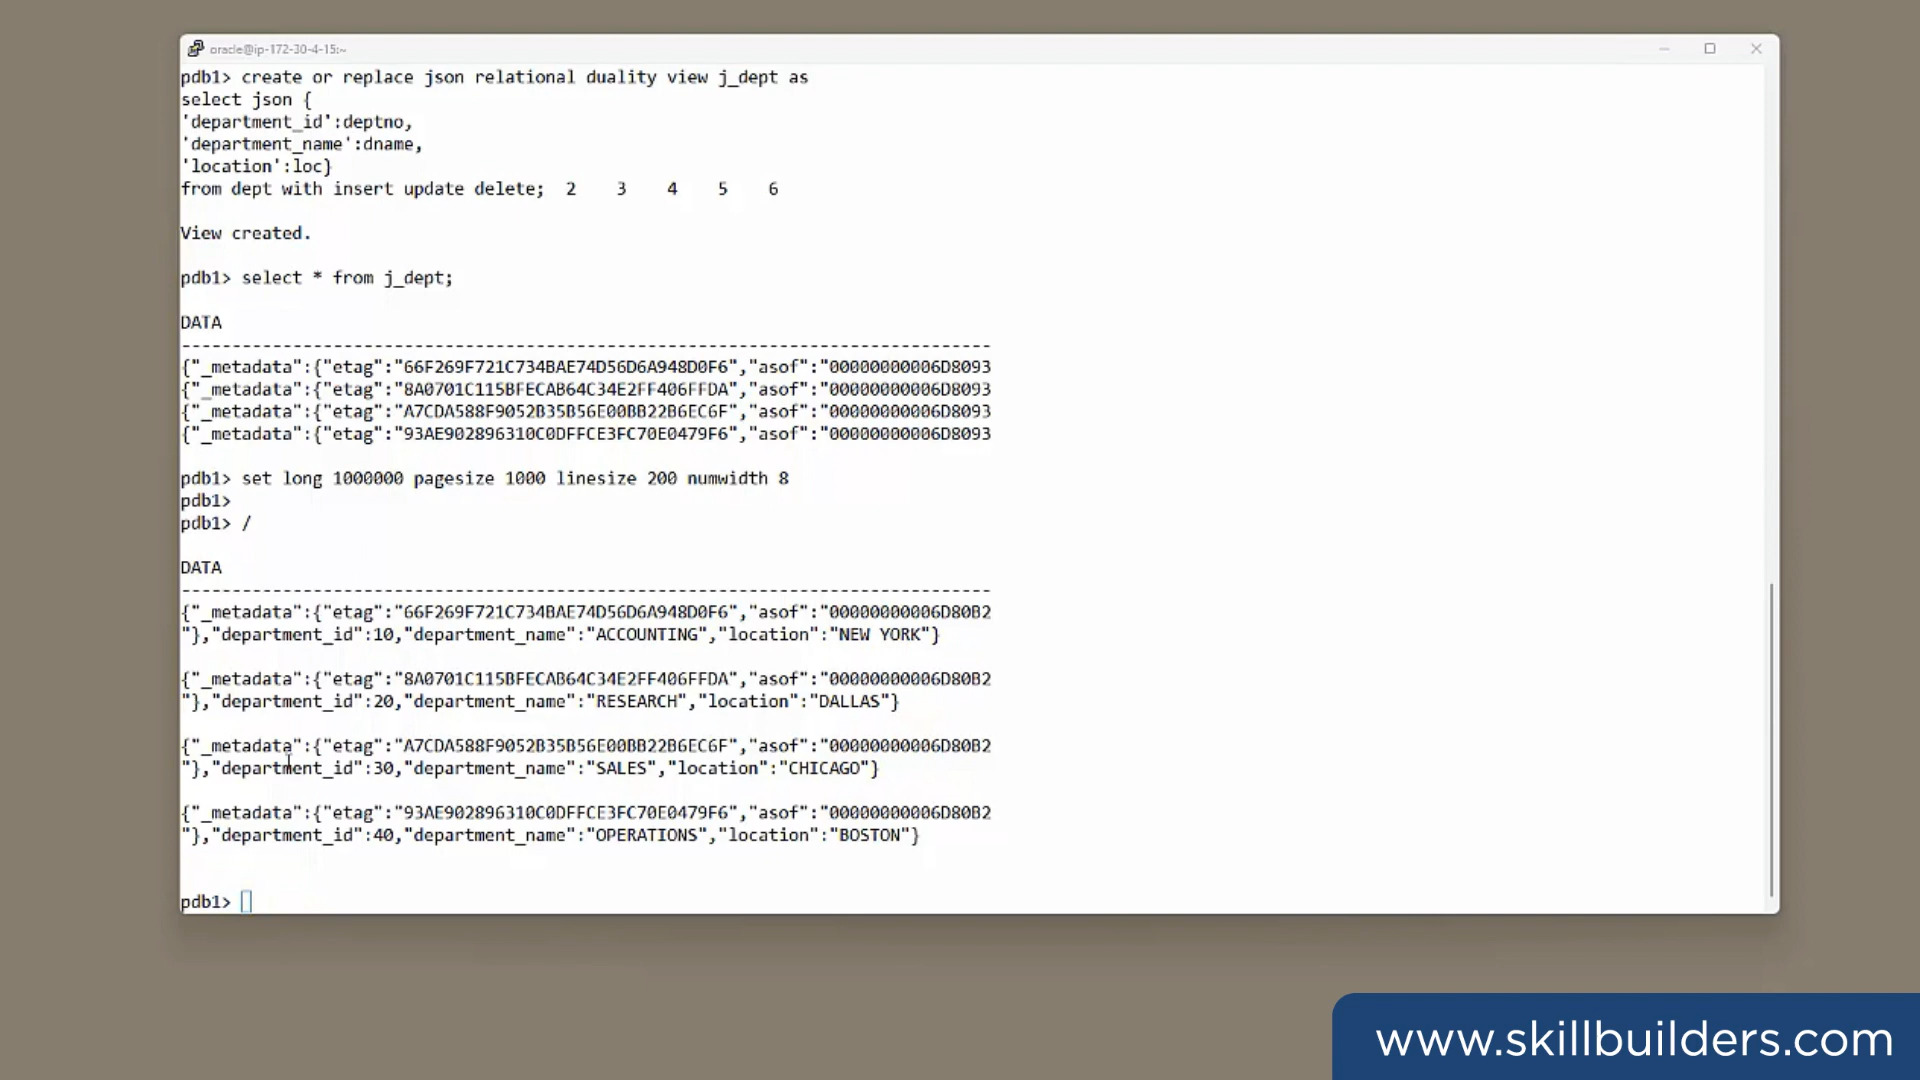 oracle@ip-172-30-4-15:~
pdb1> create or replace json relational duality view j_dept as
select json {
'department_id':deptno,
'department_name':dname,
'location':loc}
from dept with insert update delete;  2    3    4    5    6
View created.
pdb1> select * from j_dept;
DATA
--------------------------------------------------------------------------------
{"_metadata":{"etag":"66F269F721C734BAE74D56D6A948D0F6","asof":"00000000006D8093
{"_metadata":{"etag":"8A0701C115BFECAB64C34E2FF406FFDA","asof":"00000000006D8093
{"_metadata":{"etag":"A7CDA588F9052B35B56E00BB22B6EC6F","asof":"00000000006D8093
{"_metadata":{"etag":"93AE902896310C0DFFCE3FC70E0479F6","asof":"00000000006D8093
pdb1> set long 1000000 pagesize 1000 linesize 200 numwidth 8
pdb1>
pdb1> /
DATA
--------------------------------------------------------------------------------
{"_metadata":{"etag":"66F269F721C734BAE74D56D6A948D0F6","asof":"00000000006D80B2
"},"department_id":10,"department_name":"ACCOUNTING","location":"NEW YORK"}
{"_metadata":{"etag":"8A0701C115BFECAB64C34E2FF406FFDA","asof":"00000000006D80B2
"},"department_id":20,"department_name":"RESEARCH","location":"DALLAS"}
{"_metadata":{"etag":"A7CDA588F9052B35B56E00BB22B6EC6F","asof":"00000000006D80B2
"},"department_id":30,"department_name":"SALES","location":"CHICAGO"}
{"_metadata":{"etag":"93AE902896310C0DFFCE3FC70E0479F6","asof":"00000000006D80B2
"},"department_id":40,"department_name":"OPERATIONS","location":"BOSTON"}
pdb1>
www.skillbuilders.com